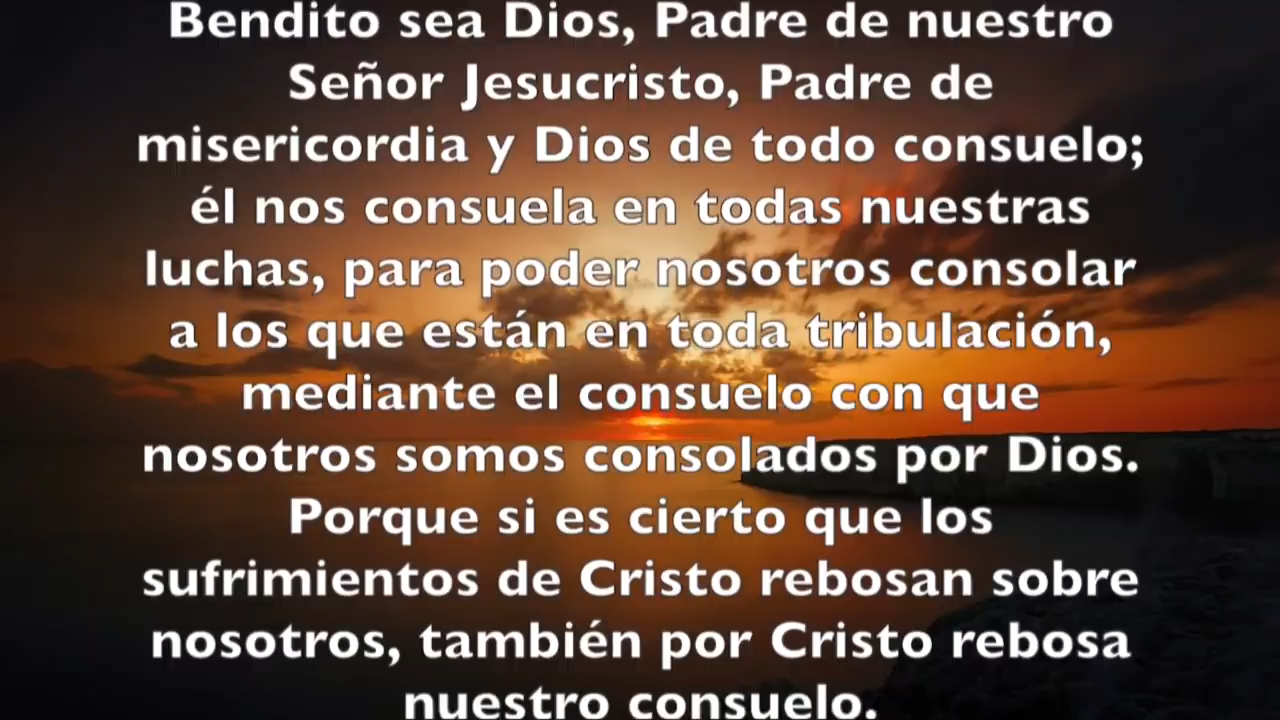 Bendito sea Dios, Padre de nuestro
Señor Jesucristo, Padre de
misericordia y Dios de todo consuelo;
él nos consuela en todas nuestras
luchas, para poder nosotros consolar
a los que están en toda tribulación,
mediante el consuelo con que
nosotros somos consolados por Dios.
Porque si es cierto que los
sufrimientos de Cristo rebosan sobre
nosotros, también por Cristo rebosa
nuestro consuelo.